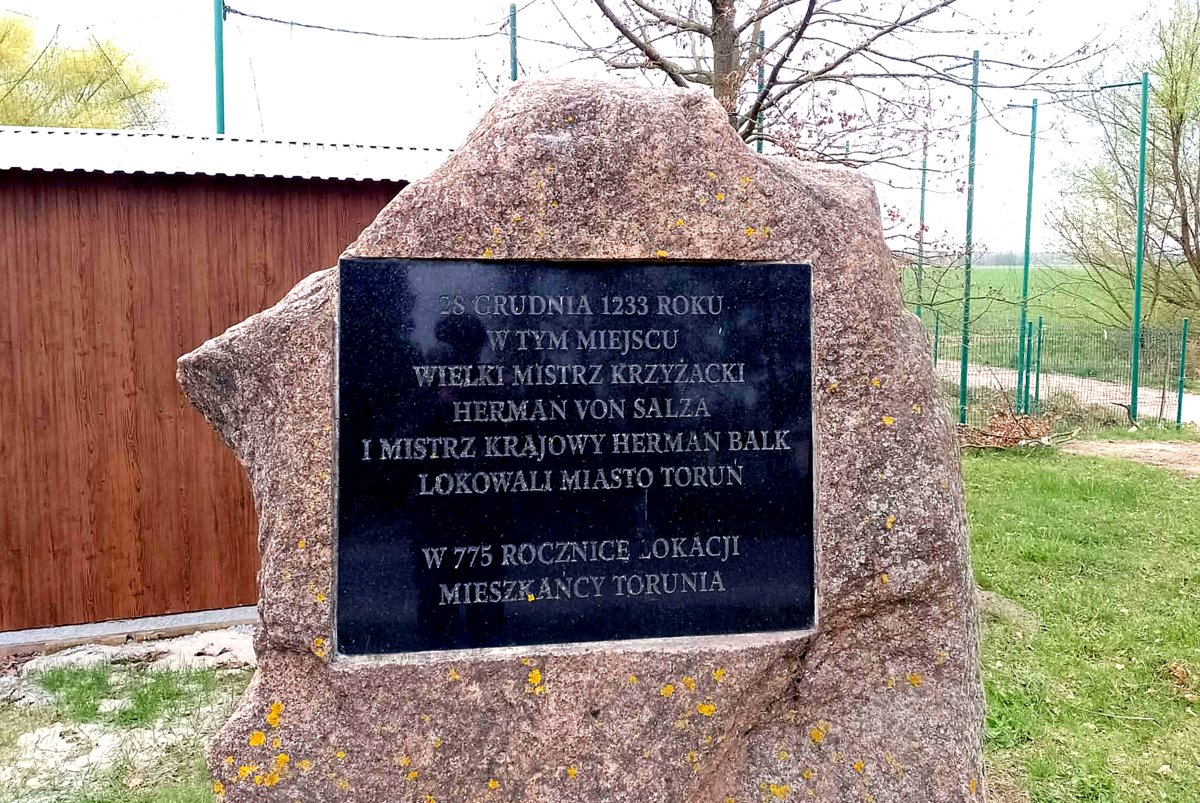 28 GRUDNIA 1233 ROKU
W TYM MIEJSCU
WIELKI MISTRZ KRZYŻACKI
HERMAN VON SALZA
I MISTRZ KRAJOWY HERMAN BALK
LOKOWALI MIASTO TORUŃ
W 775 ROCZNICĘ LOKACJI
MIESZKAŃCY TORUNIA